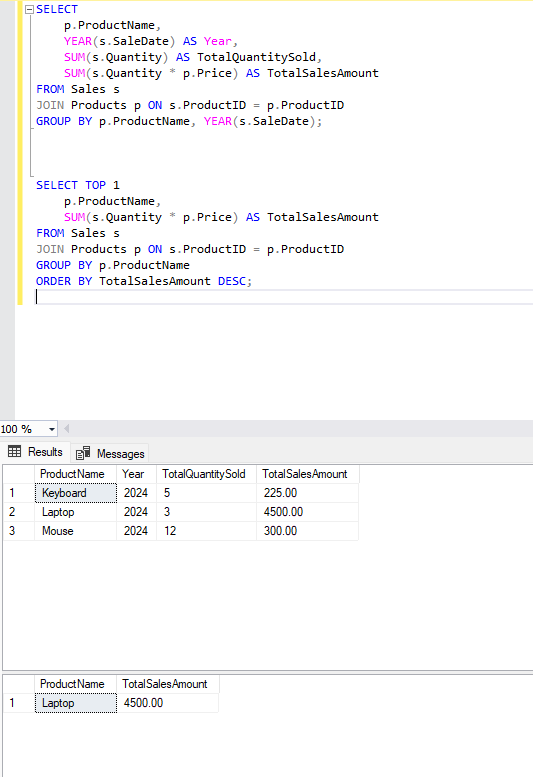 SELECT
p.ProductName,
YEAR(s.SaleDate) AS Year,
SUM(s.Quantity) AS TotalQuantitySold,
SUM(s.Quantity * p.Price) AS TotalSalesAmount
FROM Sales s
JOIN Products p ON s.ProductID = p.ProductID
GROUP BY p.ProductName, YEAR(s.SaleDate);
SELECT TOP 1
p.ProductName,
SUM(s.Quantity * p.Price) AS TotalSalesAmount
FROM Sales s
JOIN Products p ON s.ProductID = p.ProductID
GROUP BY p.ProductName
ORDER BY TotalSalesAmount DESC;
100 %
Results Messages
ProductName Year TotalQuantitySold TotalSalesAmount
1 Keyboard 2024 5 225.00
2 Laptop 2024 3 4500.00
3 Mouse 2024 12 300.00
ProductName TotalSalesAmount
1 Laptop 4500.00